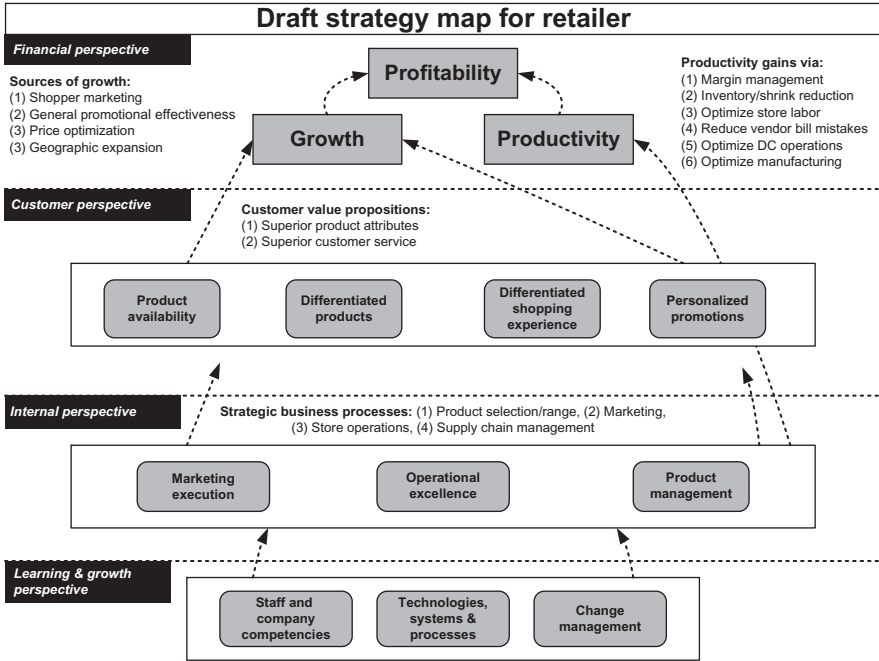 Draft strategy map for retailer
Financial perspective
Profitability
Sources of growth:
(1) Shopper marketing
(2) General promotional effectiveness
(3) Price optimization
(3) Geographic expansion
Productivity gains via:
(1) Margin management
(2) Inventory/shrink reduction
(3) Optimize store labor
(4) Reduce vendor bill mistakes
(5) Optimize DC operations
(6) Optimize manufacturing
Growth
Productivity
Customer perspective
Customer value propositions:
(1) Superior product attributes
(2) Superior customer service
Product
availability
Differentiated
products
Differentiated
shopping
experience
Personalized
promotions
Internal perspective
Strategic business processes: (1) Product selection/range, (2) Marketing,
(3) Store operations, (4) Supply chain management
Marketing
execution
Operational
excellence
Product
management
Learning & growth
perspective
Staff and
company
competencies
Technologies,
systems &
processes
Change
management